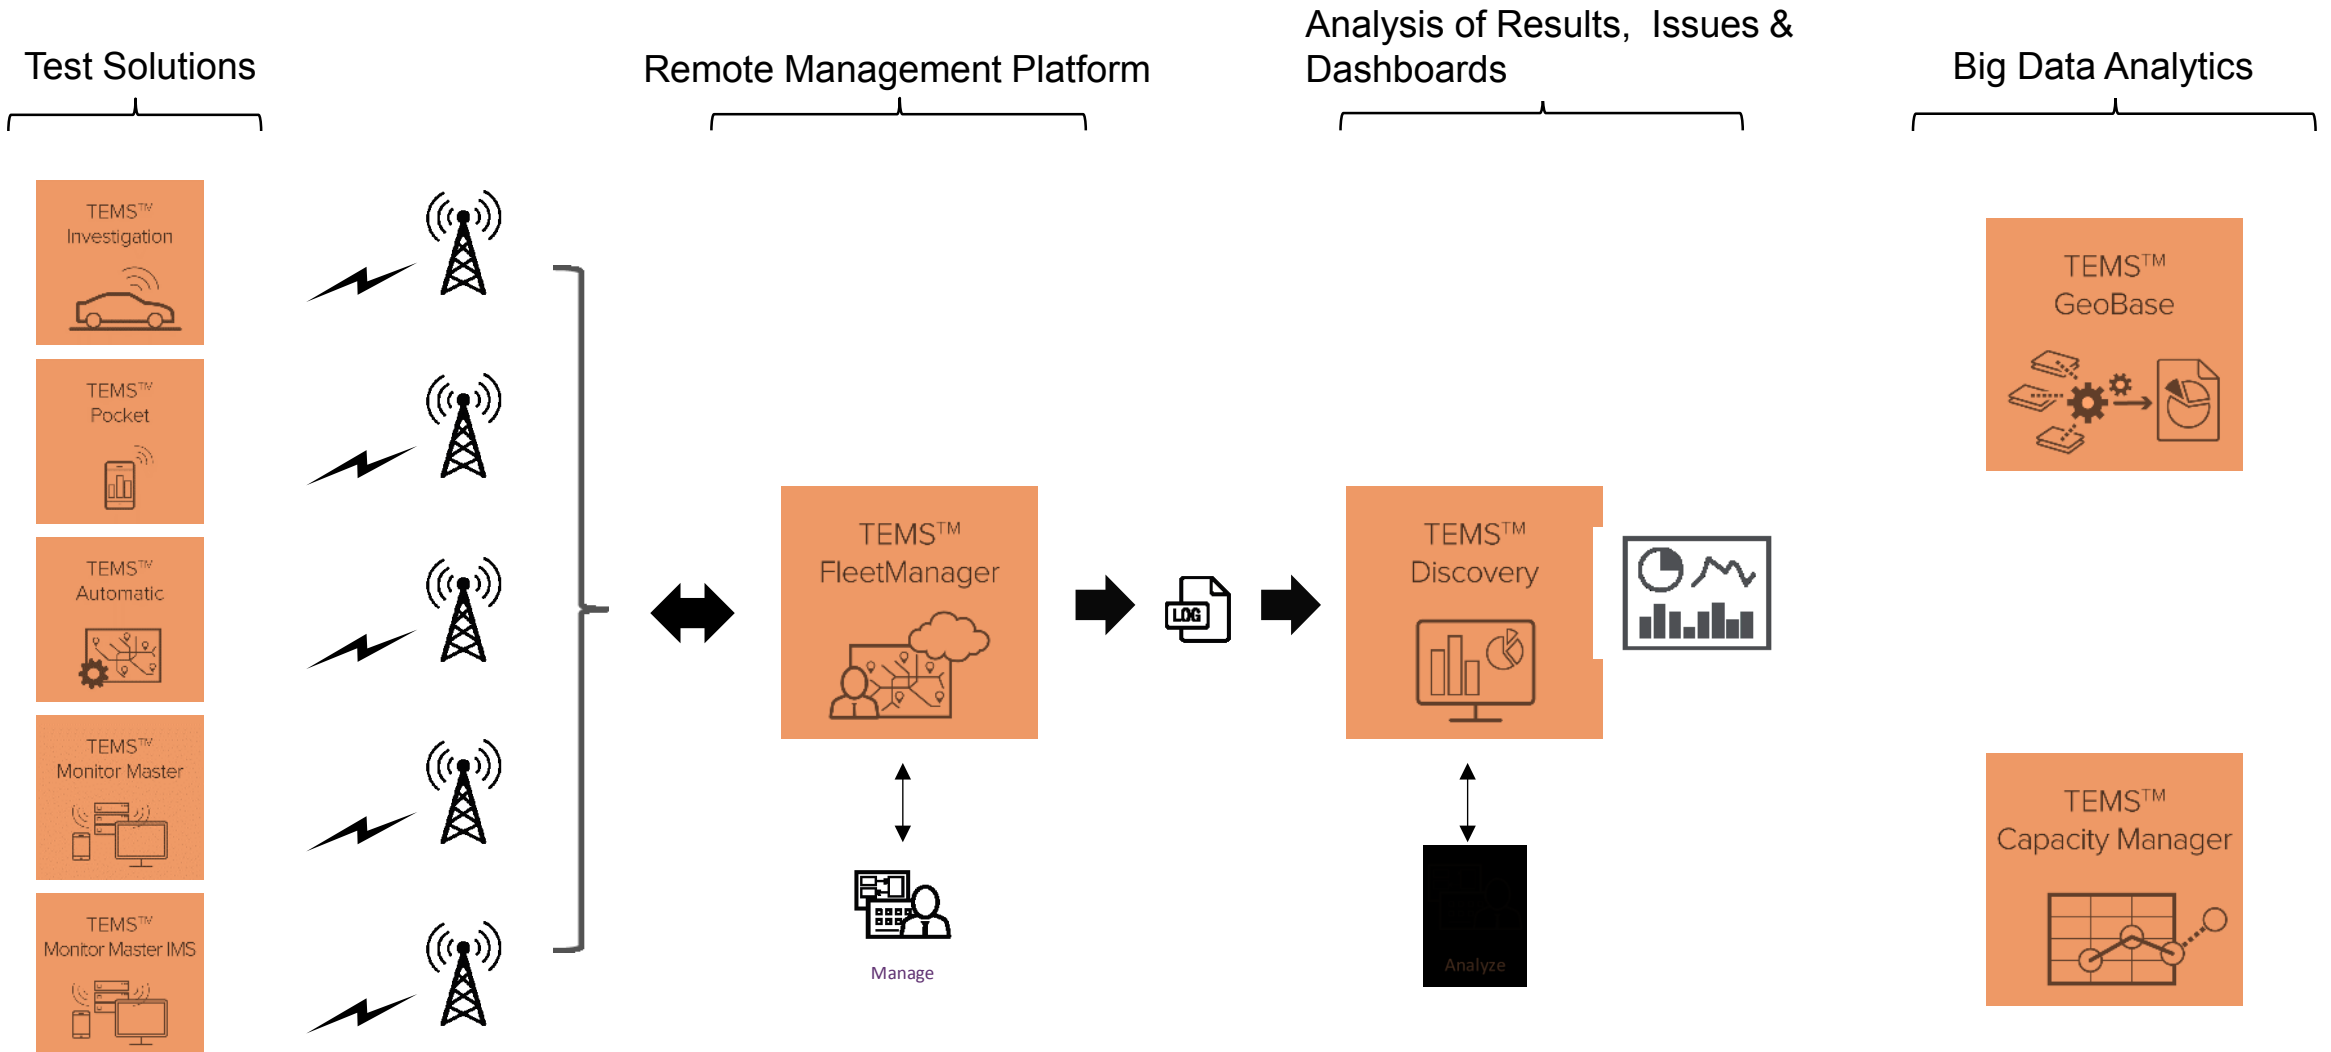 Test Solutions
Remote Management Platform
Analysis of Results, Issues &
Dashboards
Big Data Analytics
TEMS™
Investigation
TEMS™
Pocket
TEMS™
Automatic
TEMS™
Monitor Master
TEMS™
Monitor Master IMS
TEMS™
FleetManager
Manage
LOG
TEMS™
Discovery
Analyze
TEMS™
GeoBase
TEMS™
Capacity Manager